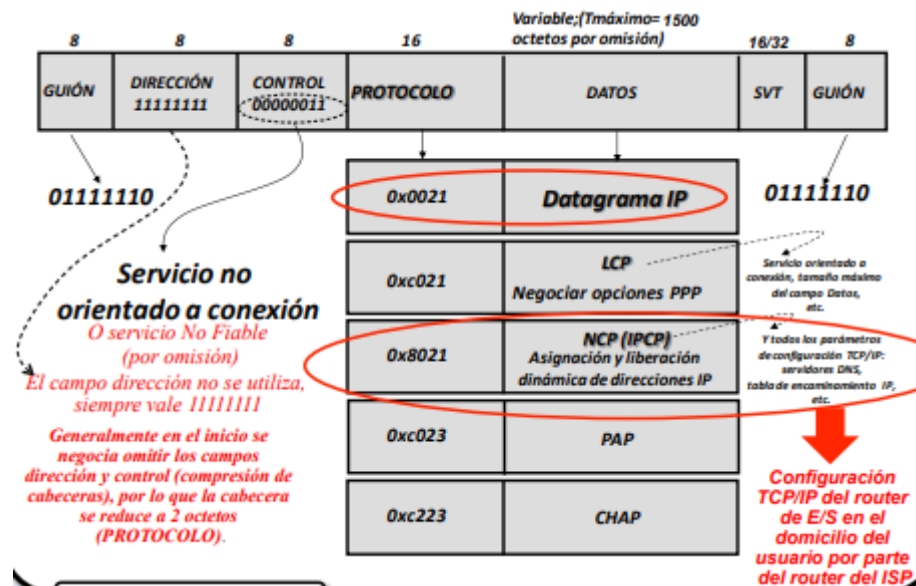 Variable;(Tmáximo= 1500
octetos por omisión)
8 8 8 16 16/32 8
GUIÓN DIRECCIÓN 11111111 CONTROL 00000011 PROTOCOLO DATOS SVT GUIÓN
01111110
01111110
0x0021 Datagrama IP
0xc021 LCP
Negociar opciones PPP
Servicio orientado a
conexión, tamaño máximo
del campo Datos,
etc.
0x8021 NCP (IPCP)
Asignación y liberación
dinámica de direcciones IP
Y todos los parámetros
de configuración TCP/IP:
servidores DNS,
tabla de encaminamiento IP,
etc.
0xc023 PAP
0xc223 CHAP
Servicio no
orientado a conexión
O servicio No Fiable
(por omisión)
El campo dirección no se utiliza,
siempre vale 11111111
Generalmente en el inicio se
negocia omitir los campos
dirección y control (compresión de
cabeceras), por lo que la cabecera
se reduce a 2 octetos
(PROTOCOLO).
Configuración
TCP/IP del router
de E/S en el
domicilio del
usuario por parte
del router del ISP